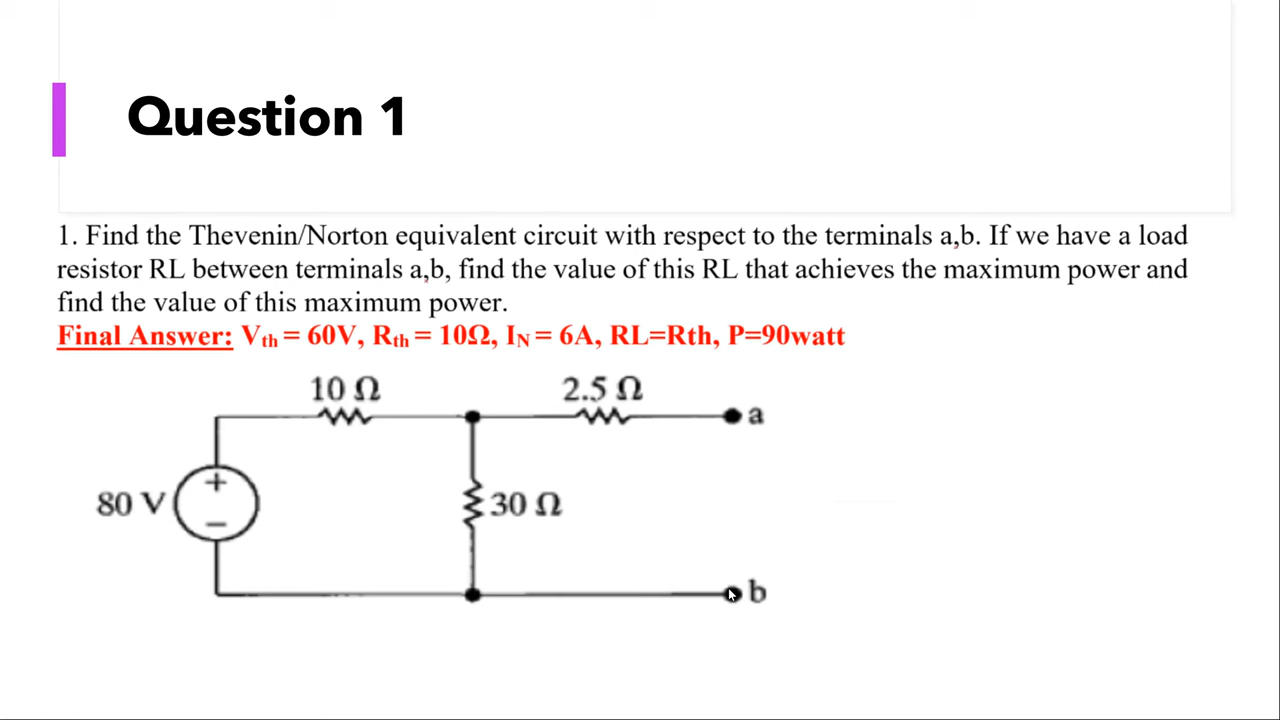 Question 1
1. Find the Thevenin/Norton equivalent circuit with respect to the terminals a,b. If we have a load
resistor RL between terminals a,b, find the value of this RL that achieves the maximum power and
find the value of this maximum power.
Final Answer: Vth = 60V, Rth = 10Ω, IN = 6A, RL=Rth, P=90watt
10 Ω
2.5 Ω
a
+
80 V
30 Ω
−
b